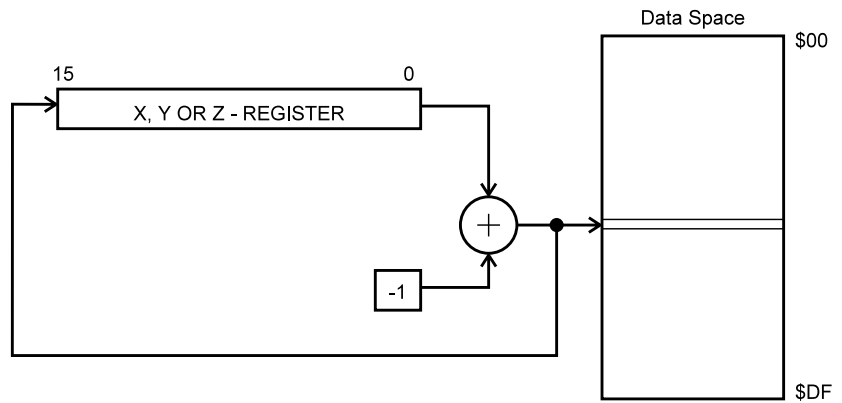 Data Space
$00
15
0
X, Y OR Z - REGISTER
+
-1
$DF